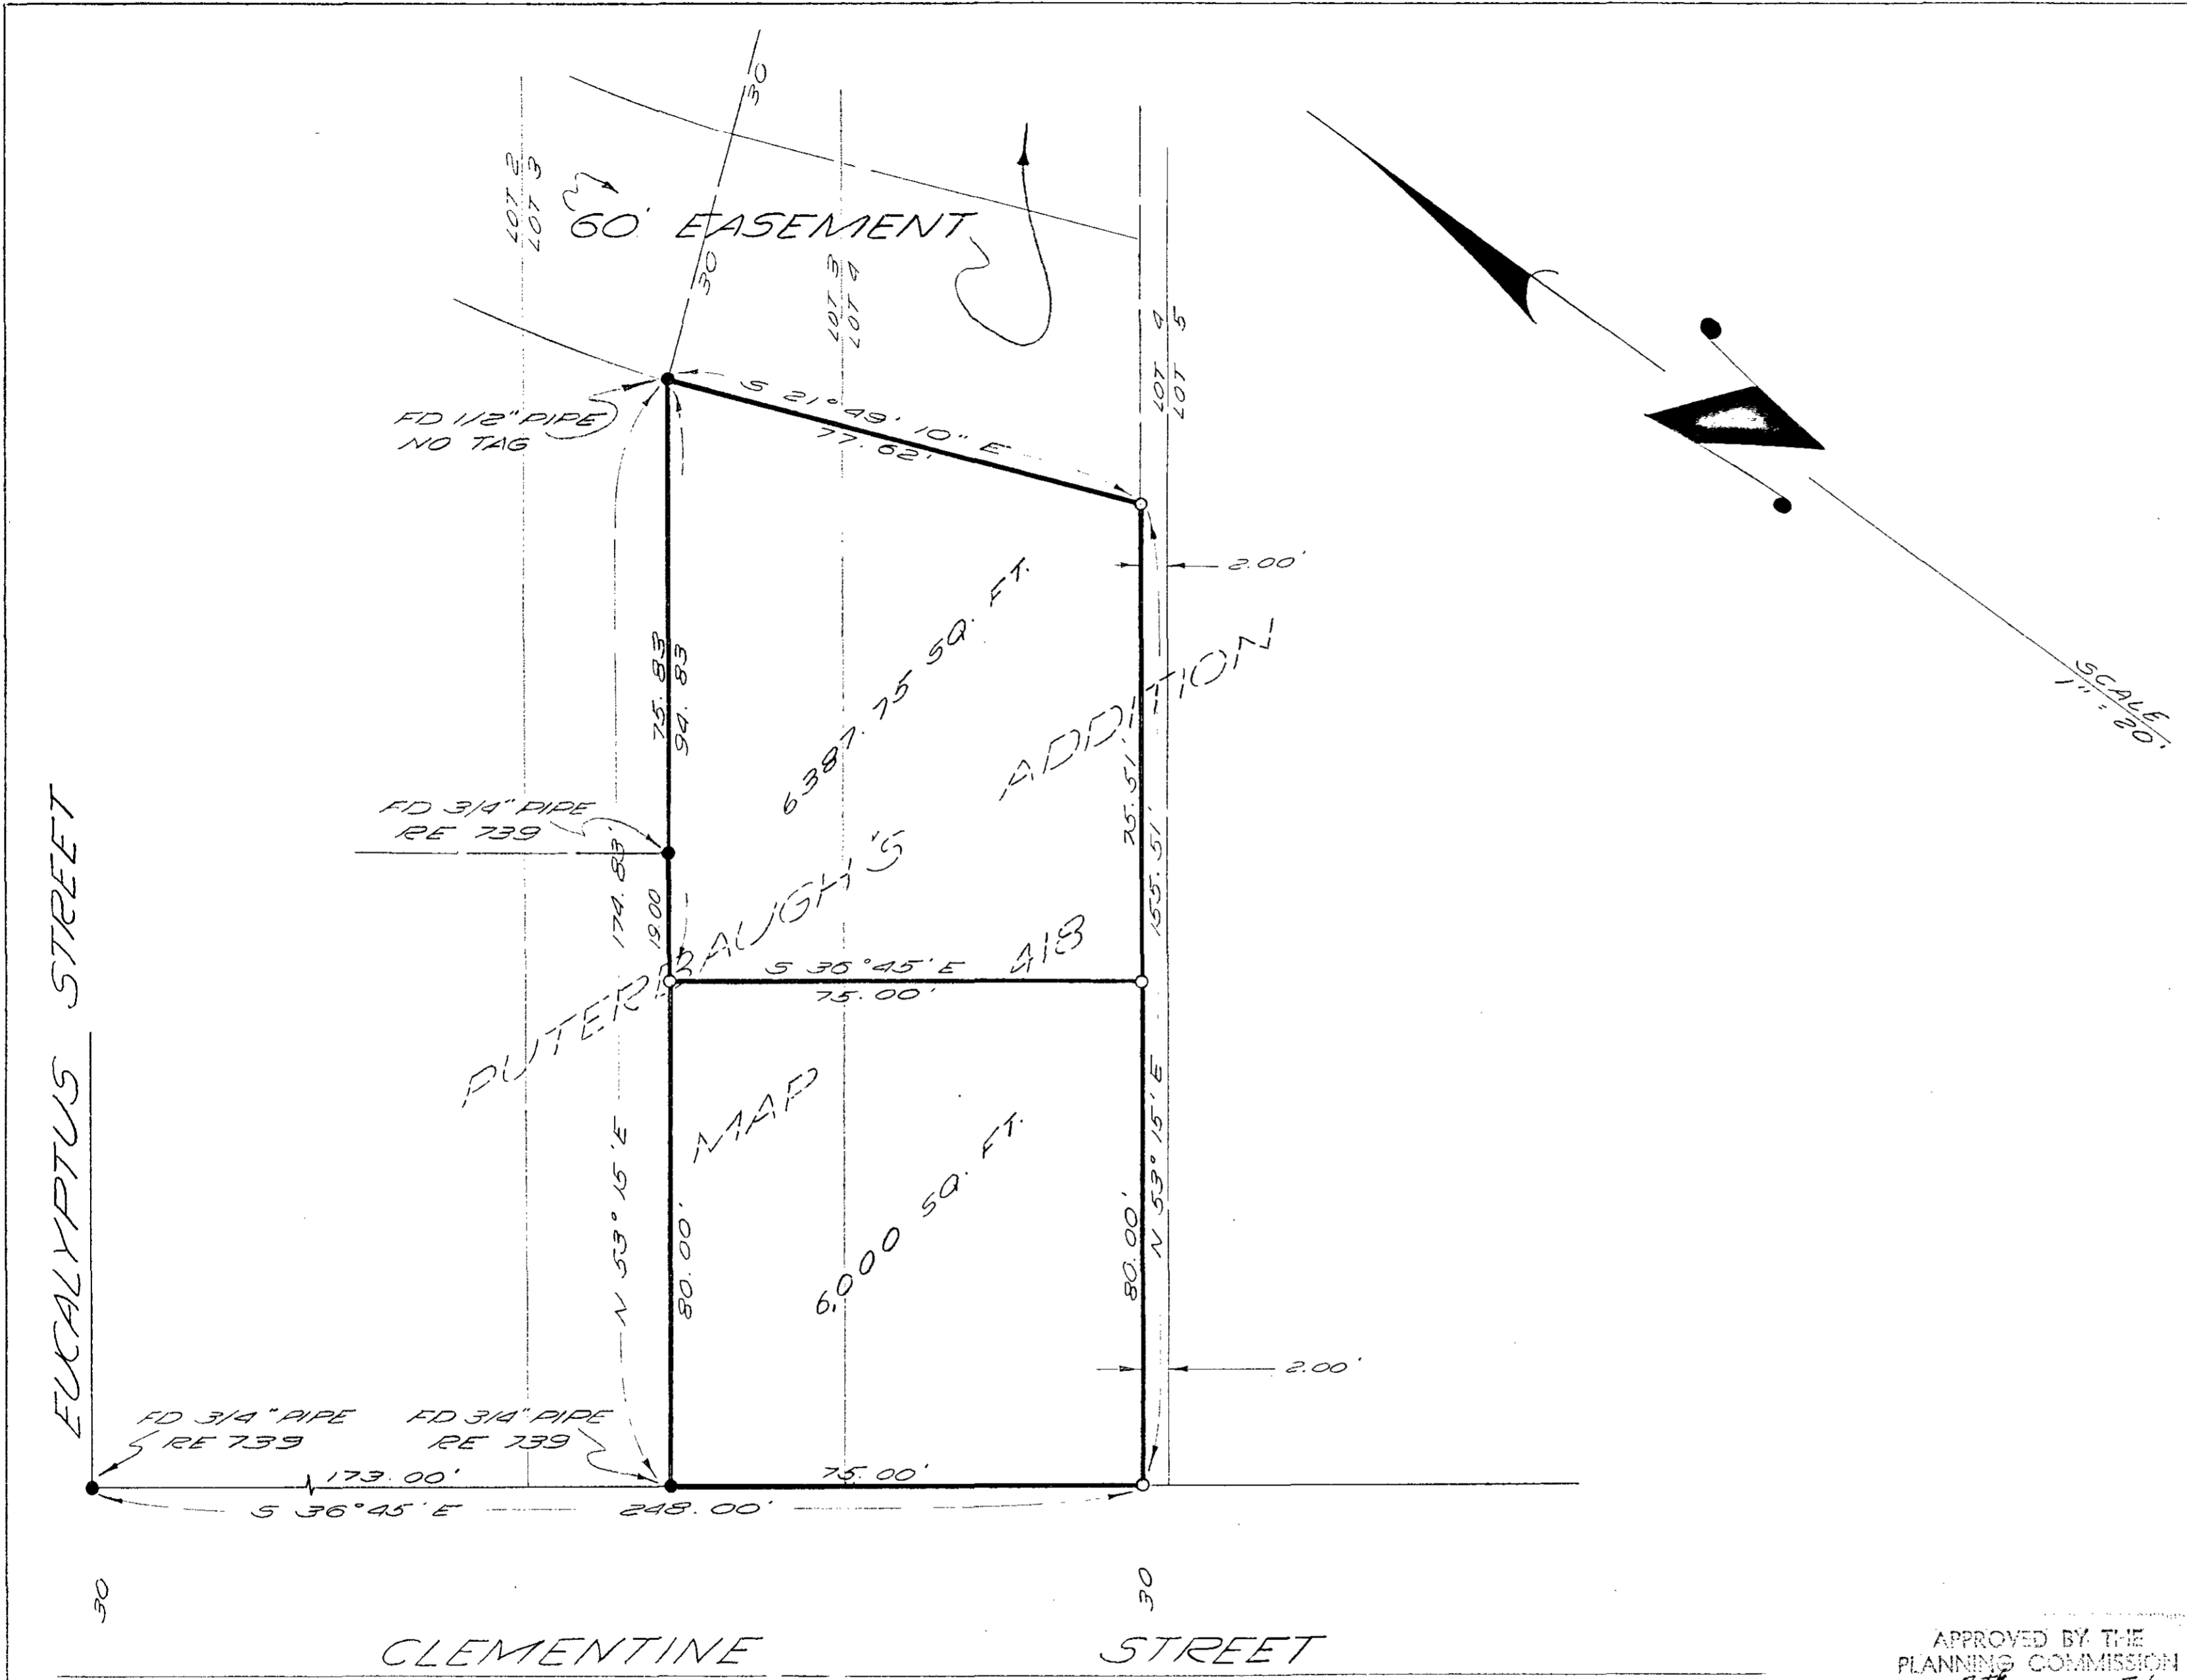 30
LOT 2
LOT 3
60' EASEMENT
30
LOT 3
LOT 4
LOT 4
LOT 5
FD 1/2" PIPE
NO TAG
S 21° 49' 10" E
77.62'
2.00'
6387.75 SQ. FT.
75.83
94.83
ADDITION
75.51'
155.51'
SCALE
1" = 20'
FD 3/4" PIPE
RE 739
174.83'
19.00
PUTERBAUGH'S
S 36° 45' E
75.00'
418
EUCALYPTUS STREET
MAP
N 53° 15' E
80.00'
6,000 SQ. FT.
80.00'
N 53° 15' E
2.00'
FD 3/4" PIPE
RE 739
FD 3/4" PIPE
RE 739
173.00'
75.00'
S 36° 45' E
248.00'
30
30
CLEMENTINE STREET
APPROVED BY THE
PLANNING COMMISSION